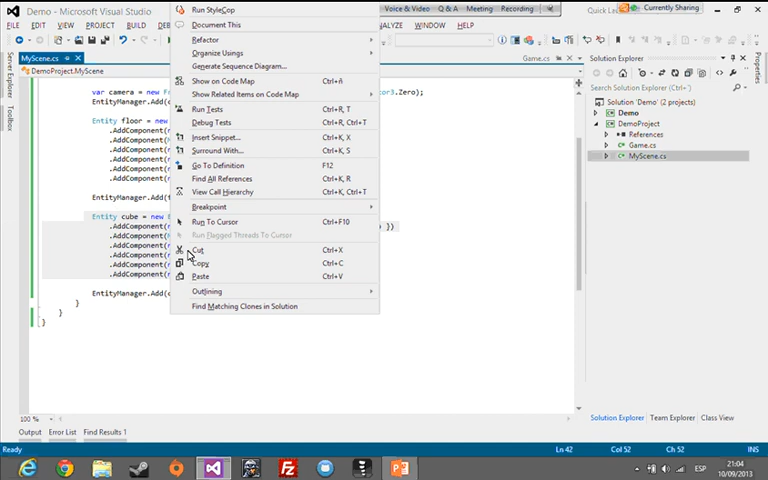 Demo - Microsoft Visual Studio
Voice & Video
Q & A
Meeting
Recording
Currently Sharing
FILE EDIT VIEW PROJECT
ANALYZE WINDOW HELP
MyScene.cs
Game.cs
DemoProject.MyScene
Server Explorer
Toolbox
var camera = new
tor3.Zero);
EntityManager.Add(
Entity floor = new
.AddComponent(
.AddComponent(
.AddComponent(
.AddComponent(
.AddComponent(
EntityManager.Add(
Entity cube = new
.AddComponent(
})
.AddComponent(
.AddComponent(
.AddComponent(
.AddComponent(
.AddComponent(
EntityManager.Add(
}
}
}
Run StyleCop
Document This
Refactor
Organize Usings
Generate Sequence Diagram...
Show on Code Map Ctrl+ñ
Show Related Items on Code Map
Run Tests Ctrl+R, T
Debug Tests Ctrl+R, Ctrl+T
Insert Snippet... Ctrl+K, X
Surround With... Ctrl+K, S
Go To Definition F12
Find All References Ctrl+K, R
View Call Hierarchy Ctrl+K, Ctrl+T
Breakpoint
Run To Cursor Ctrl+F10
Run Flagged Threads To Cursor
Cut Ctrl+X
Copy Ctrl+C
Paste Ctrl+V
Outlining
Find Matching Clones in Solution
Solution Explorer
Search Solution Explorer (Ctrl+´)
Solution 'Demo' (2 projects)
Demo
DemoProject
References
Game.cs
MyScene.cs
100 %
Solution Explorer Team Explorer Class View
Output Error List Find Results 1
Ready Ln 42 Col 52 Ch 52 INS
ESP
21:04
10/09/2013